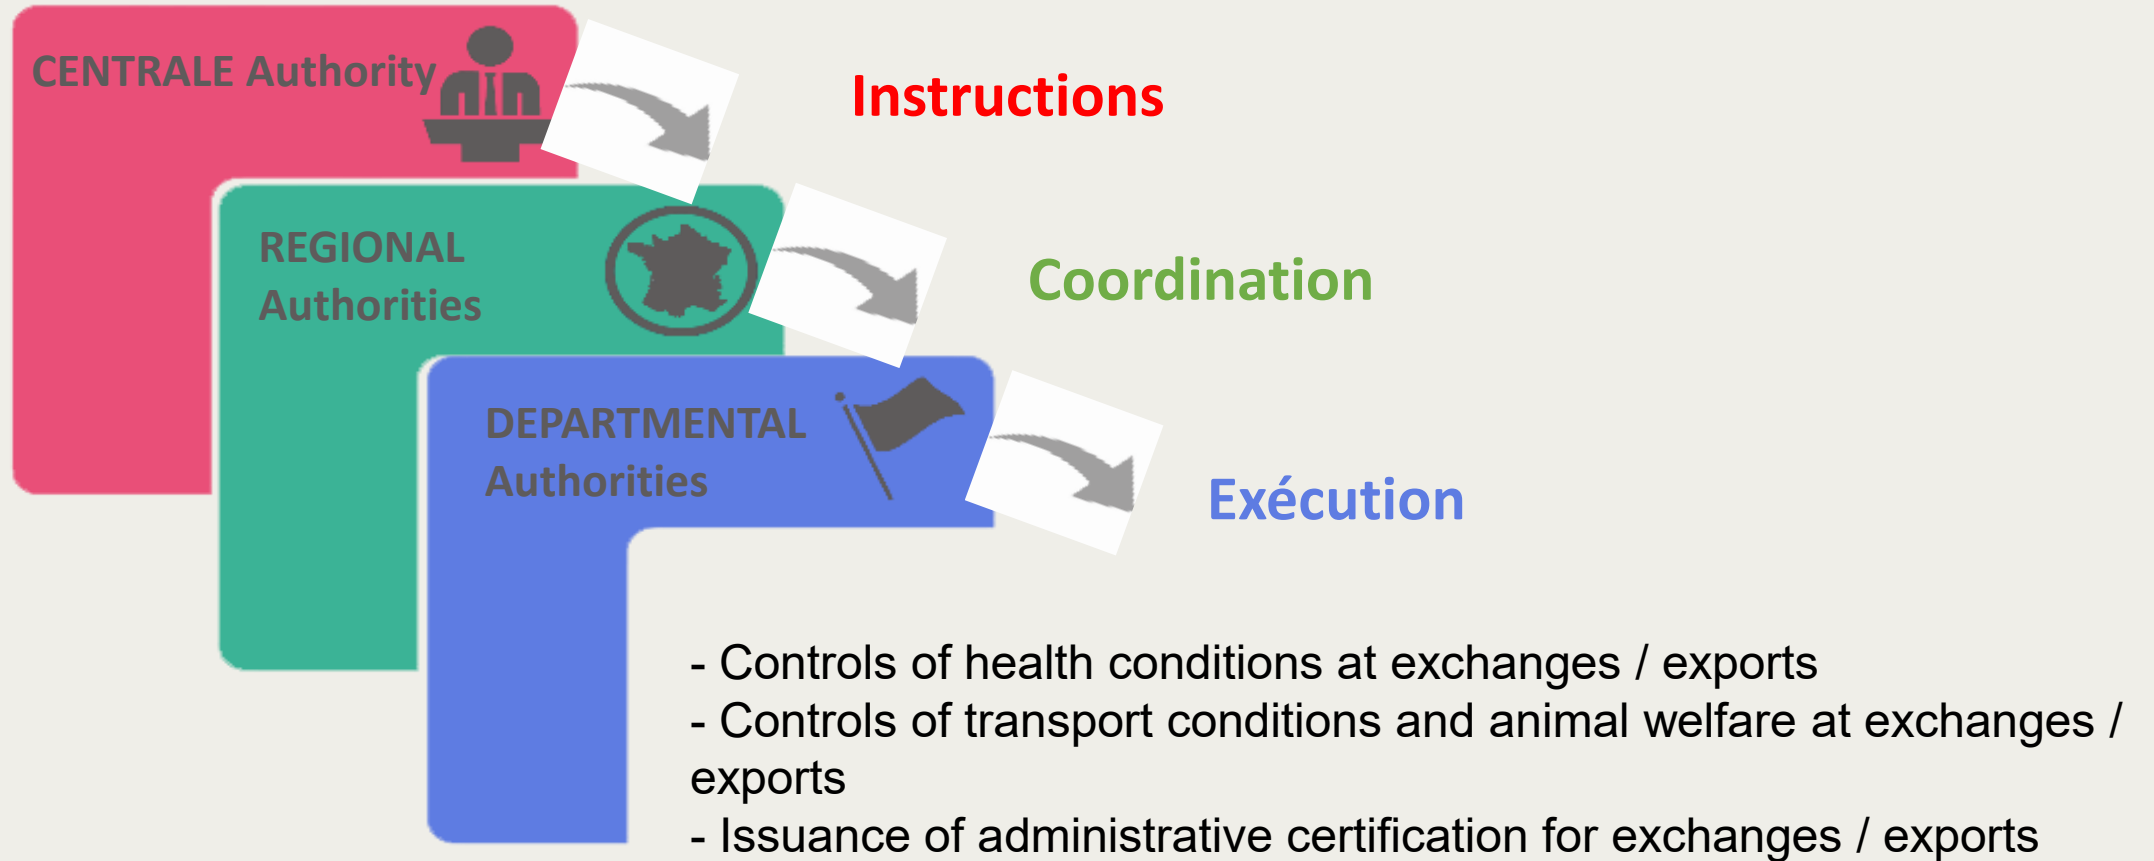 CENTRALE Authority
Instructions
REGIONAL
Authorities
Coordination
DEPARTMENTAL
Authorities
Exécution
- Controls of health conditions at exchanges / exports
- Controls of transport conditions and animal welfare at exchanges /
exports
- Issuance of administrative certification for exchanges / exports